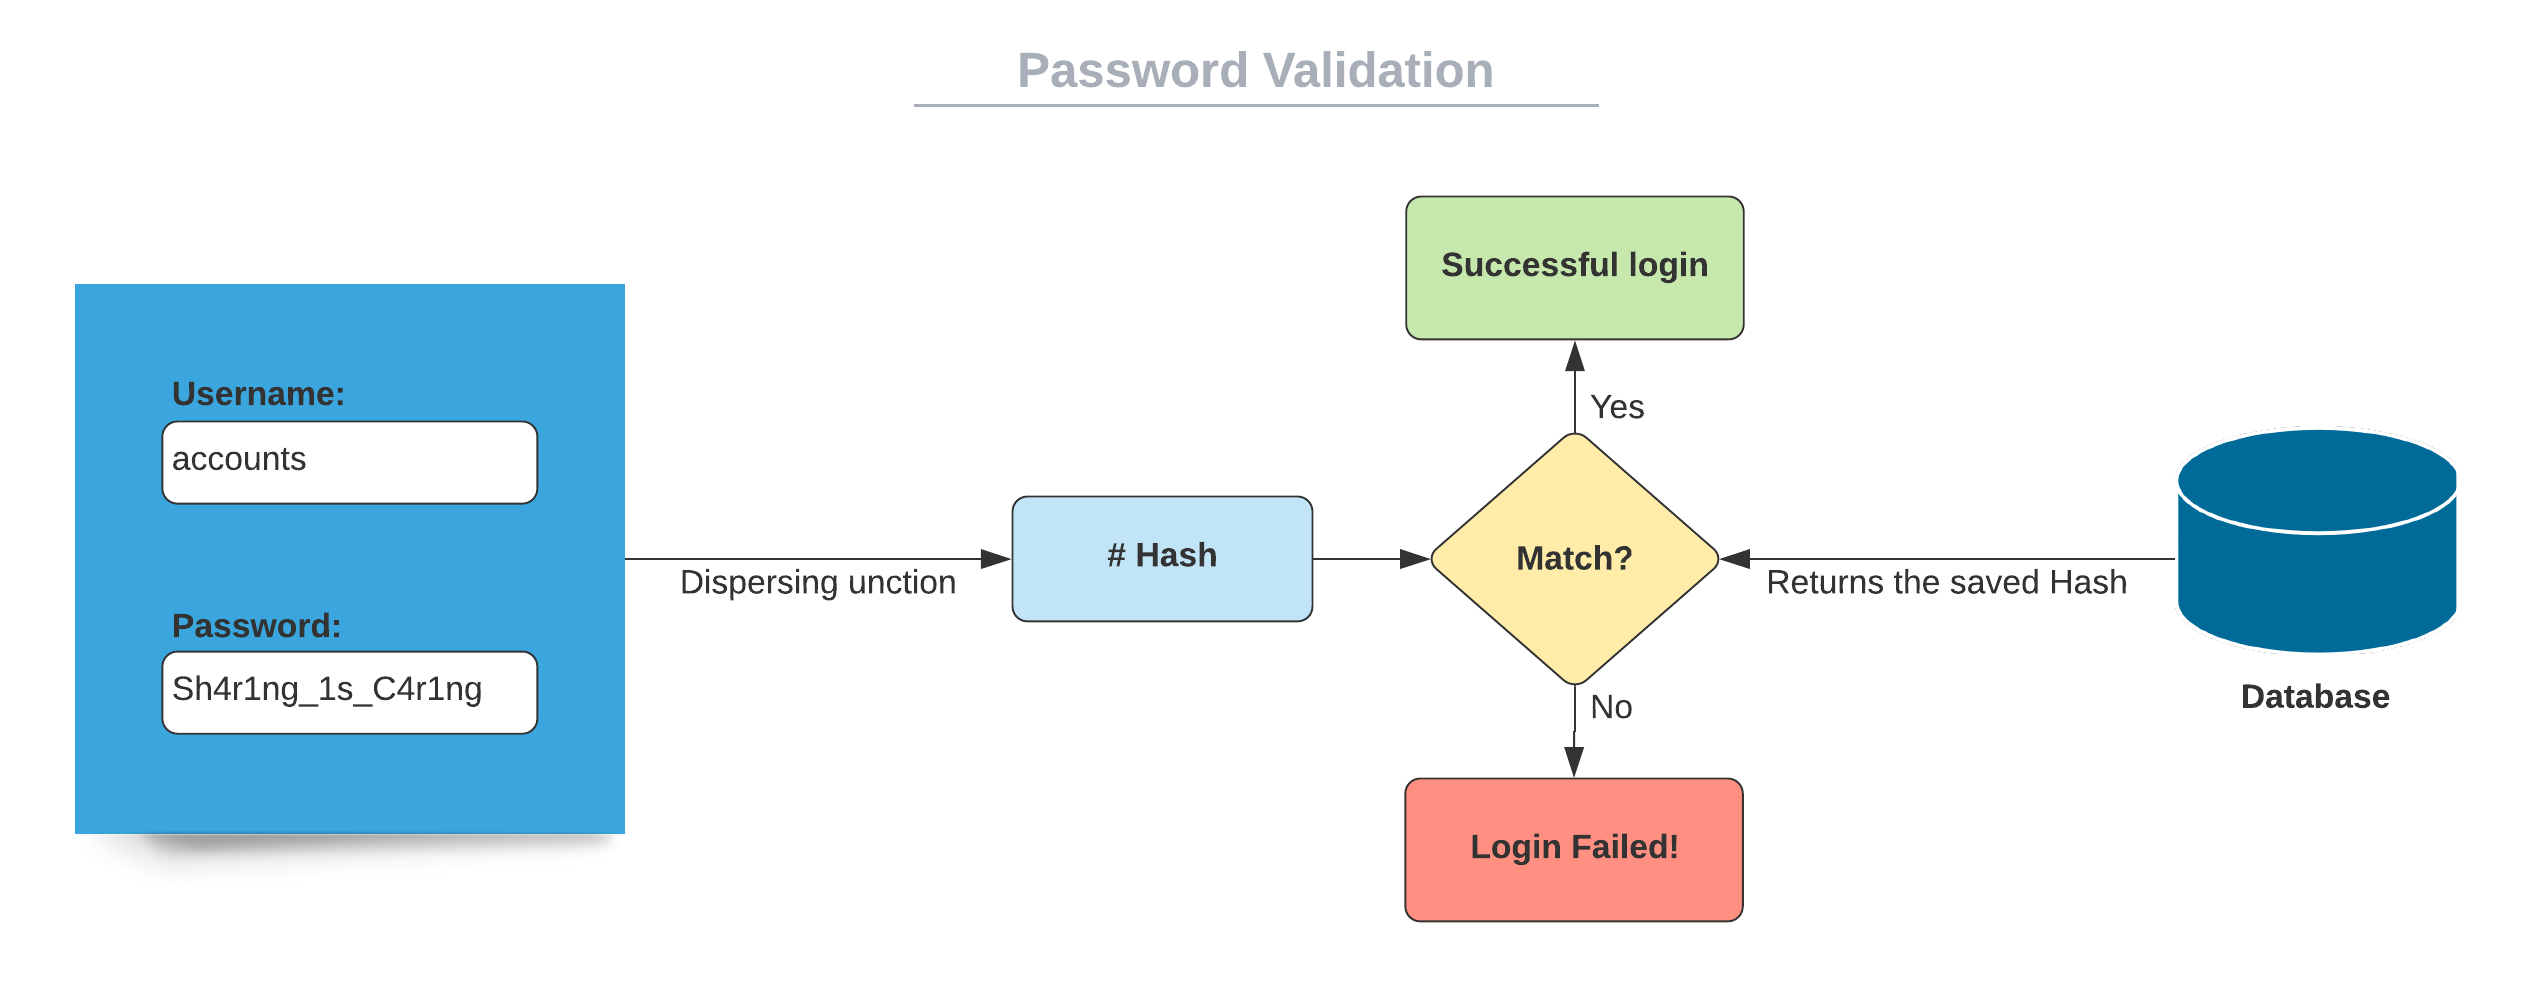 Password Validation
Username:
accounts
Password:
Sh4r1ng_1s_C4r1ng
Dispersing unction
# Hash
Successful login
Yes
Match?
No
Login Failed!
Returns the saved Hash
Database